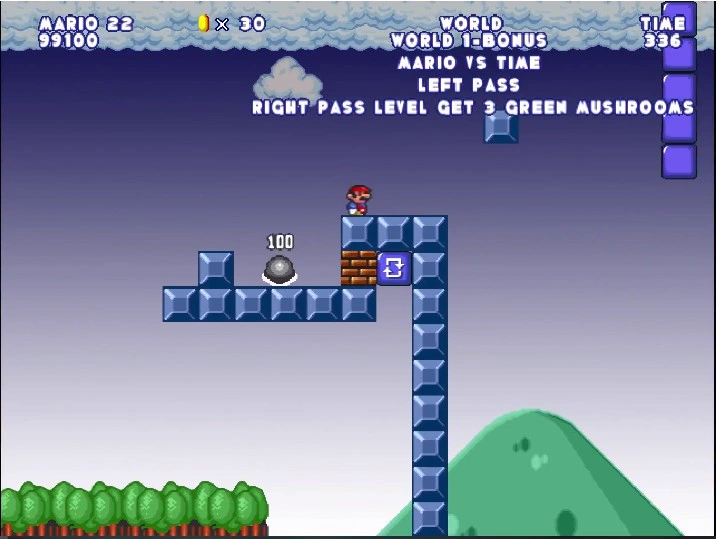 MARIO 22
99100
× 30
WORLD
WORLD 1-BONUS
TIME
336
MARIO VS TIME
LEFT PASS
RIGHT PASS LEVEL GET 3 GREEN MUSHROOMS
100